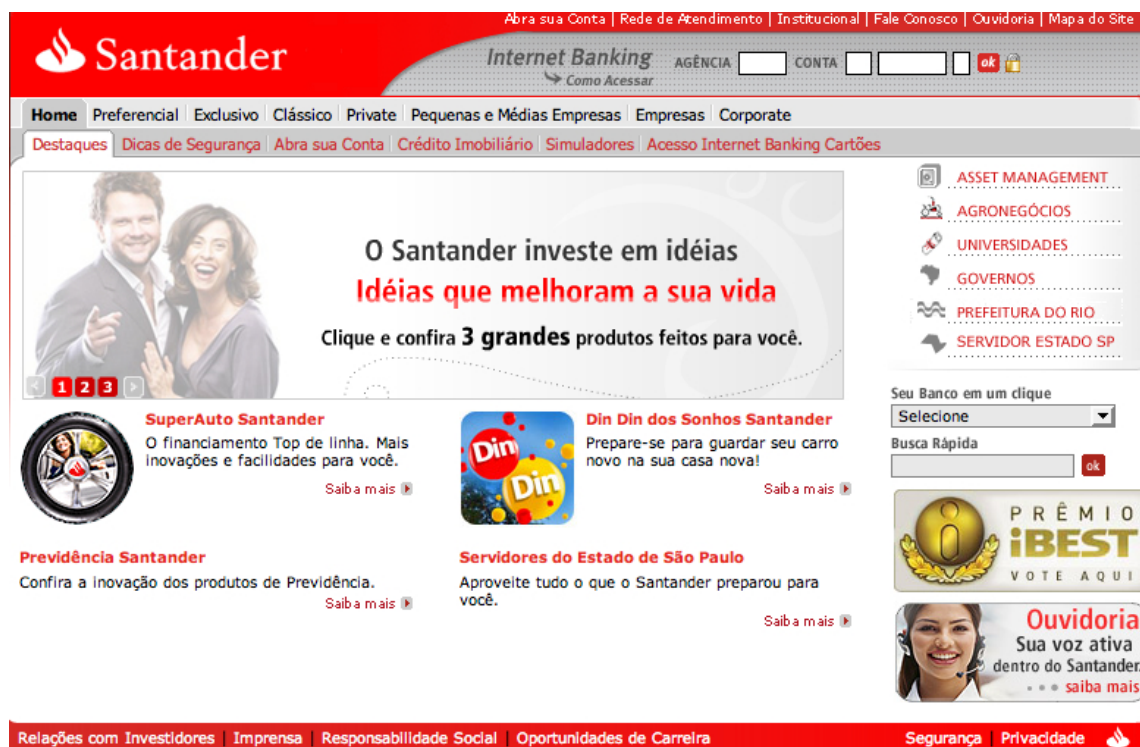 Abra sua Conta | Rede de Atendimento | Institucional | Fale Conosco | Ouvidoria | Mapa do Site
Santander
Internet Banking
Como Acessar
AGÊNCIA
CONTA
ok
Home Preferencial Exclusivo Clássico Private Pequenas e Médias Empresas Empresas Corporate
Destaques Dicas de Segurança Abra sua Conta Crédito Imobiliário Simuladores Acesso Internet Banking Cartões
O Santander investe em idéias
Idéias que melhoram a sua vida
Clique e confira 3 grandes produtos feitos para você.
1 2 3
SuperAuto Santander
O financiamento Top de linha. Mais
inovações e facilidades para você.
Saiba mais
Din Din
Din Din dos Sonhos Santander
Prepare-se para guardar seu carro
novo na sua casa nova!
Saiba mais
Previdência Santander
Confira a inovação dos produtos de Previdência.
Saiba mais
Servidores do Estado de São Paulo
Aproveite tudo o que o Santander preparou para
você.
Saiba mais
ASSET MANAGEMENT
AGRONEGÓCIOS
UNIVERSIDADES
GOVERNOS
PREFEITURA DO RIO
SERVIDOR ESTADO SP
Seu Banco em um clique
Selecione
Busca Rápida
ok
PRÊMIO
iBEST
VOTE AQUI
Ouvidoria
Sua voz ativa
dentro do Santander.
saiba mais
Relações com Investidores | Imprensa | Responsabilidade Social | Oportunidades de Carreira
Segurança | Privacidade